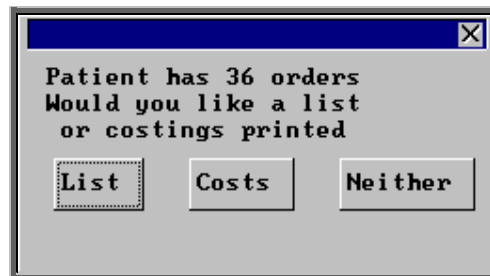 Patient has 36 orders
Would you like a list
or costings printed
List Costs Neither